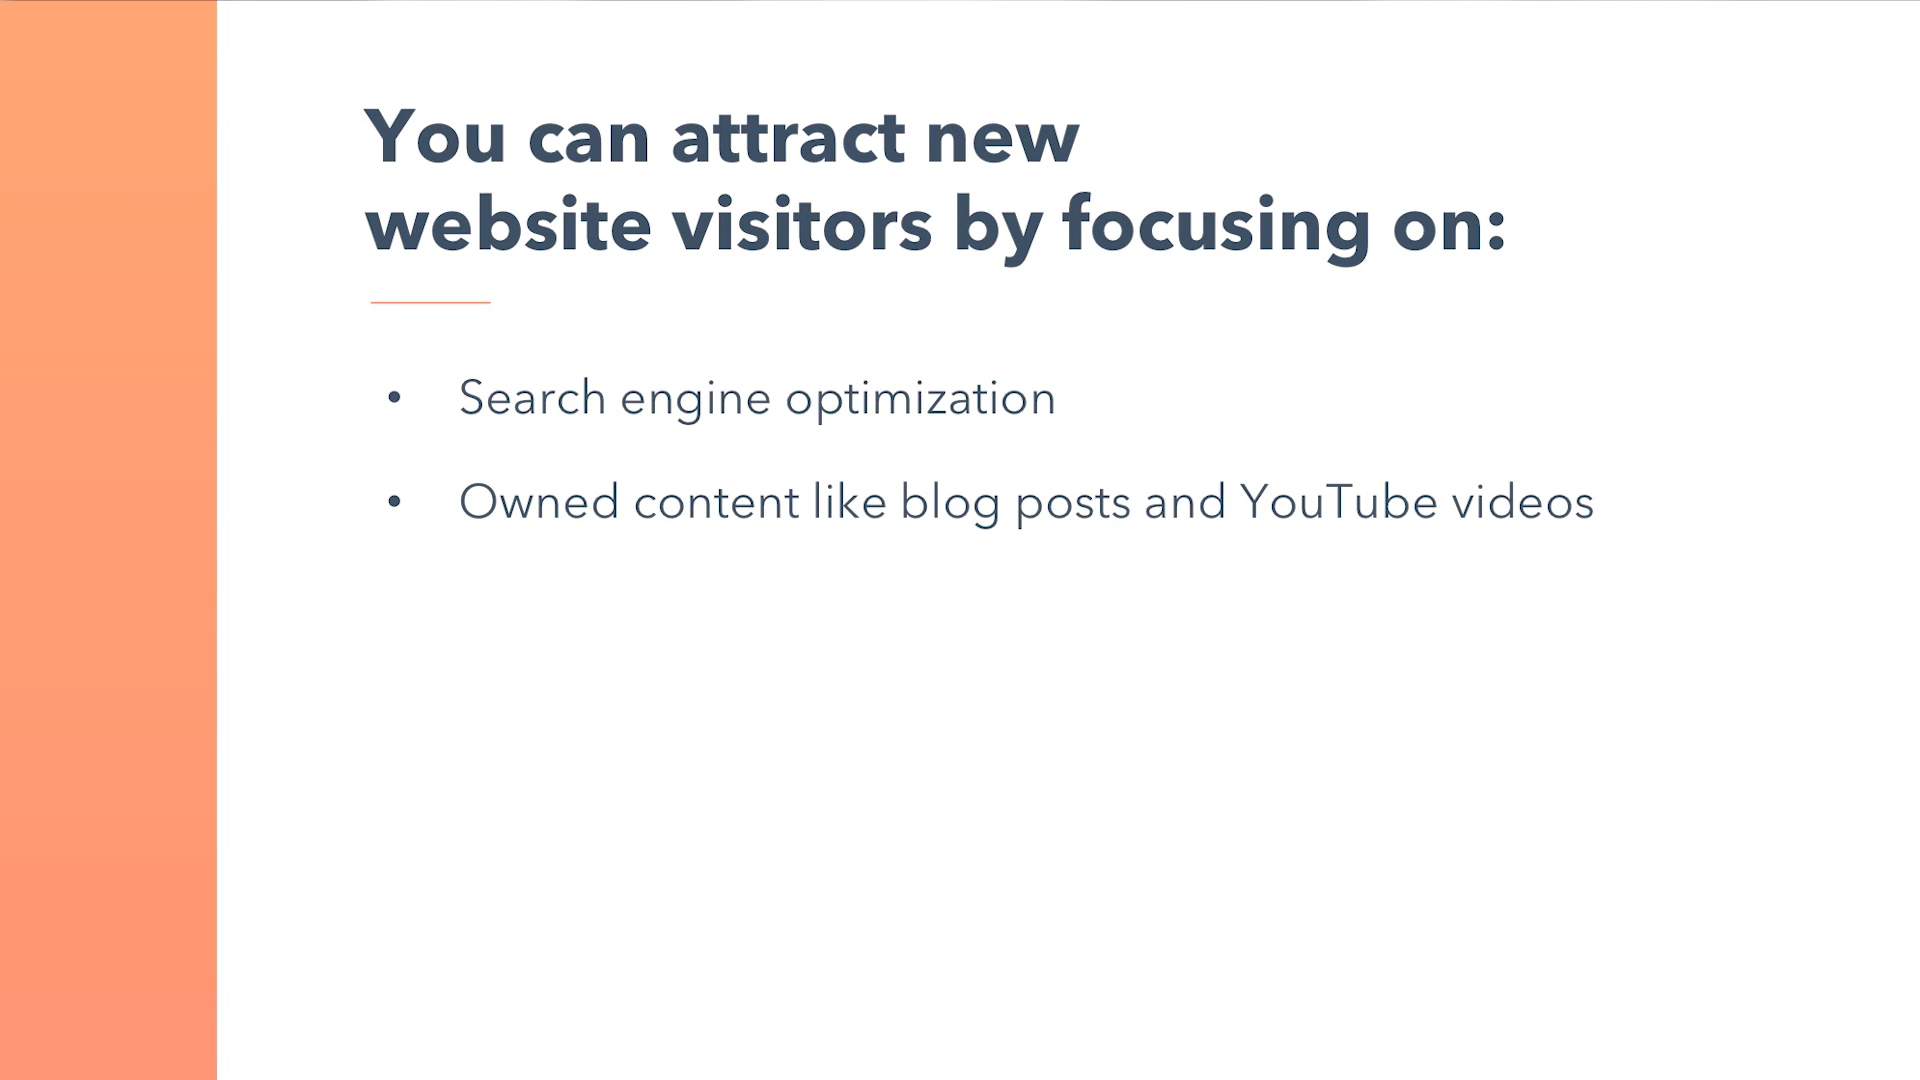 You can attract new
website visitors by focusing on:
• Search engine optimization
• Owned content like blog posts and YouTube videos